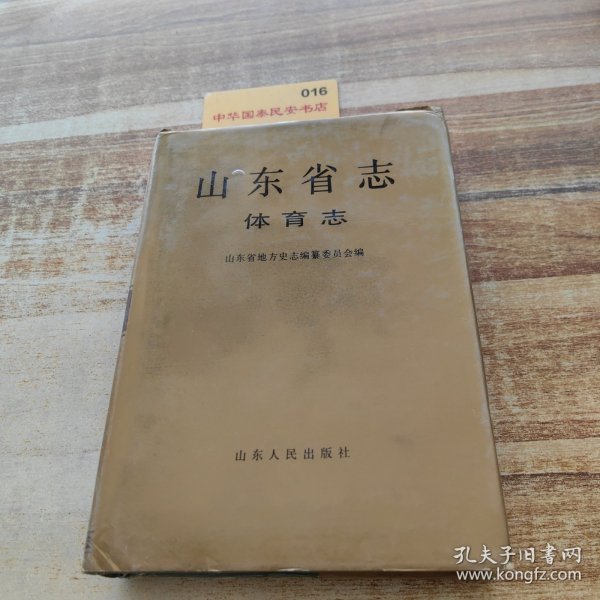 016
中华国泰民安书店
山东省志
体育志
山东省地方史志编纂委员会编
山东人民出版社
孔夫子旧书网
www.kongfz.com